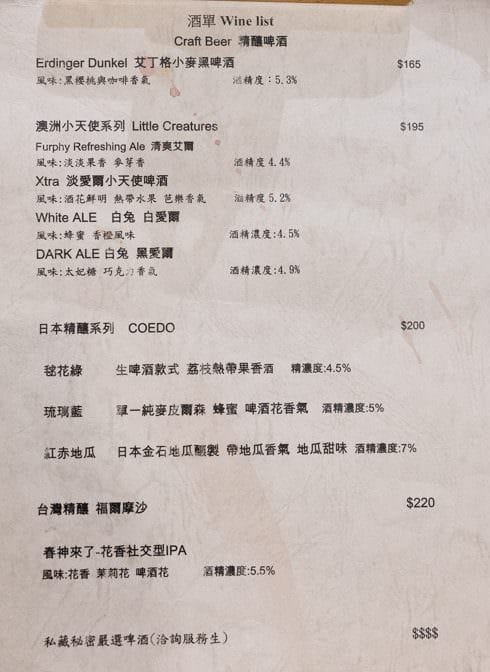 酒單 Wine list
Craft Beer 精釀啤酒
Erdinger Dunkel 艾丁格小麥黑啤酒 $165
風味:黑櫻桃與咖啡香氣 酒精度:5.3%
澳洲小天使系列 Little Creatures $195
Furphy Refreshing Ale 清爽艾爾
風味:淡淡果香 麥芽香 酒精度 4.4%
Xtra 淡愛爾小天使啤酒
風味:酒花鮮明 熱帶水果 芭樂香氣 酒精度 5.2%
White ALE 白兔 白愛爾
風味:蜂蜜 香橙風味 酒精濃度:4.5%
DARK ALE 白兔 黑愛爾
風味:太妃糖 巧克力香氣 酒精濃度:4.9%
日本精釀系列 COEDO $200
毬花綠 生啤酒款式 荔枝熱帶果香酒 精濃度:4.5%
琉璃藍 單一純麥皮爾森 蜂蜜 啤酒花香氣 酒精濃度:5%
紅赤地瓜 日本金石地瓜釀製 帶地瓜香氣 地瓜甜味 酒精濃度:7%
台灣精釀 福爾摩沙 $220
春神來了-花香社交型IPA
風味:花香 茉莉花 啤酒花 酒精濃度:5.5%
私藏秘密嚴選啤酒(洽詢服務生) $$$$